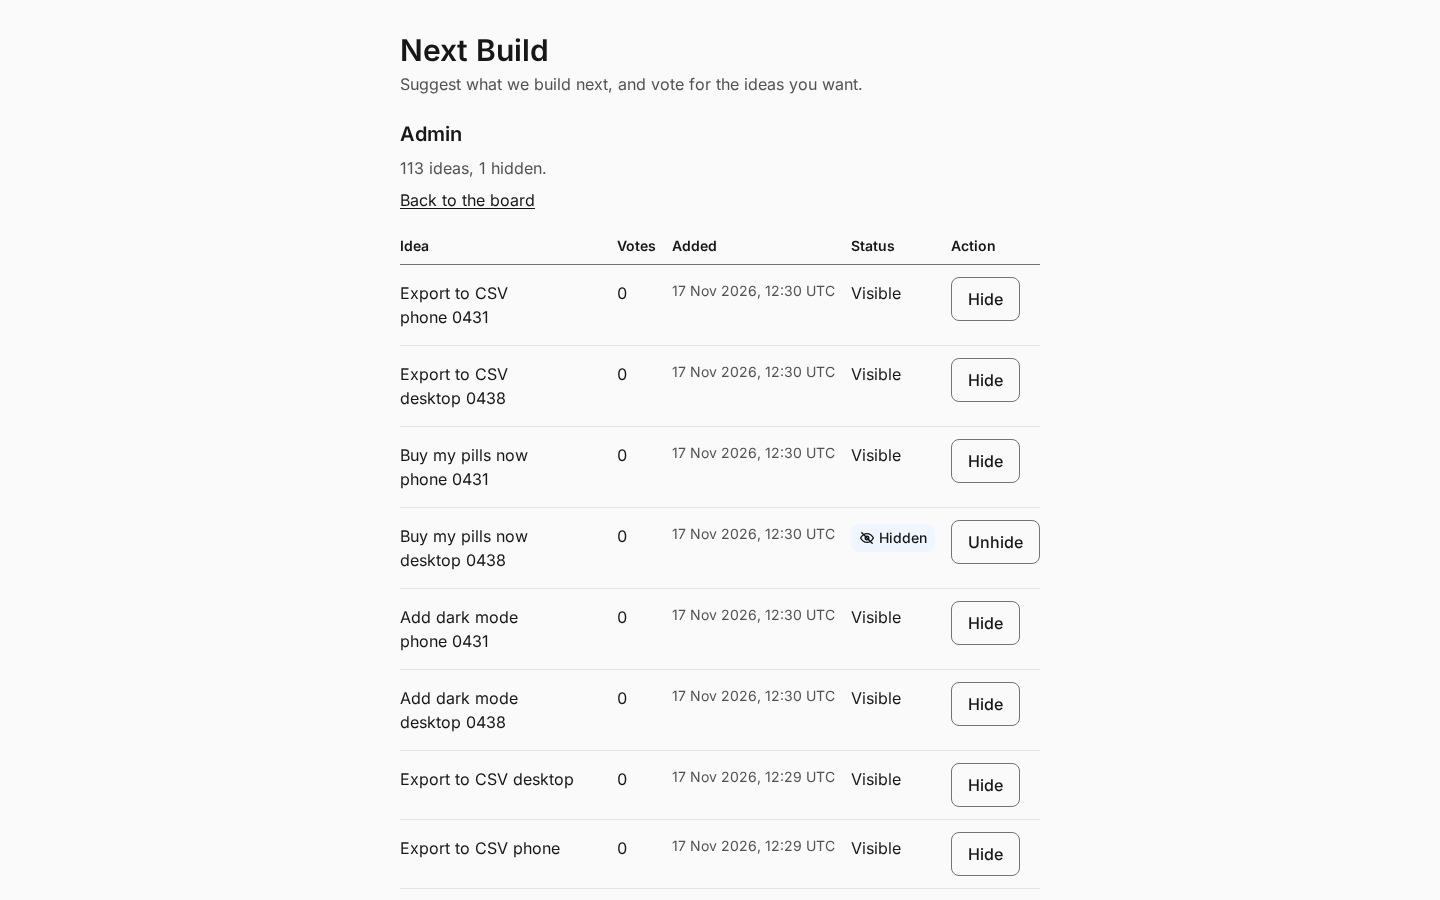 Next Build
Suggest what we build next, and vote for the ideas you want.
Admin
113 ideas, 1 hidden.
Back to the board
Idea Votes Added Status Action
Export to CSV phone 0431 0 17 Nov 2026, 12:30 UTC Visible Hide
Export to CSV desktop 0438 0 17 Nov 2026, 12:30 UTC Visible Hide
Buy my pills now phone 0431 0 17 Nov 2026, 12:30 UTC Visible Hide
Buy my pills now desktop 0438 0 17 Nov 2026, 12:30 UTC Hidden Unhide
Add dark mode phone 0431 0 17 Nov 2026, 12:30 UTC Visible Hide
Add dark mode desktop 0438 0 17 Nov 2026, 12:30 UTC Visible Hide
Export to CSV desktop 0 17 Nov 2026, 12:29 UTC Visible Hide
Export to CSV phone 0 17 Nov 2026, 12:29 UTC Visible Hide